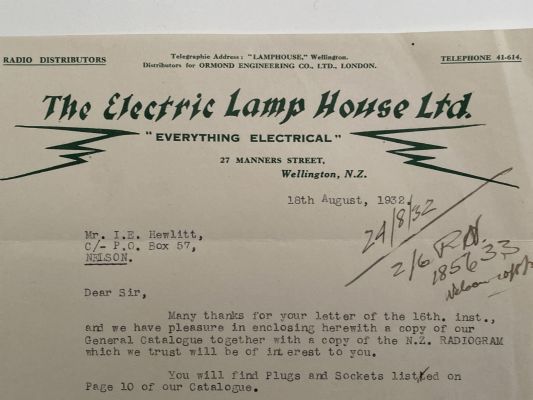 RADIO DISTRIBUTORS
Telegraphic Address: "LAMPHOUSE," Wellington.
Distributors for ORMOND ENGINEERING CO., LTD., LONDON.
TELEPHONE 41-614.
The Electric Lamp House Ltd.
"EVERYTHING ELECTRICAL"
27 MANNERS STREET,
Wellington, N.Z.
18th August, 1932.
24/8/32
2/6
185633
Nelson
Mr. I.E. Hewlitt,
C/- P.O. Box 57,
NELSON.
Dear Sir,
Many thanks for your letter of the 16th. inst.,
and we have pleasure in enclosing herewith a copy of our
General Catalogue together with a copy of the N.Z. RADIOGRAM
which we trust will be of interest to you.
You will find Plugs and Sockets listed on
Page 10 of our Catalogue.